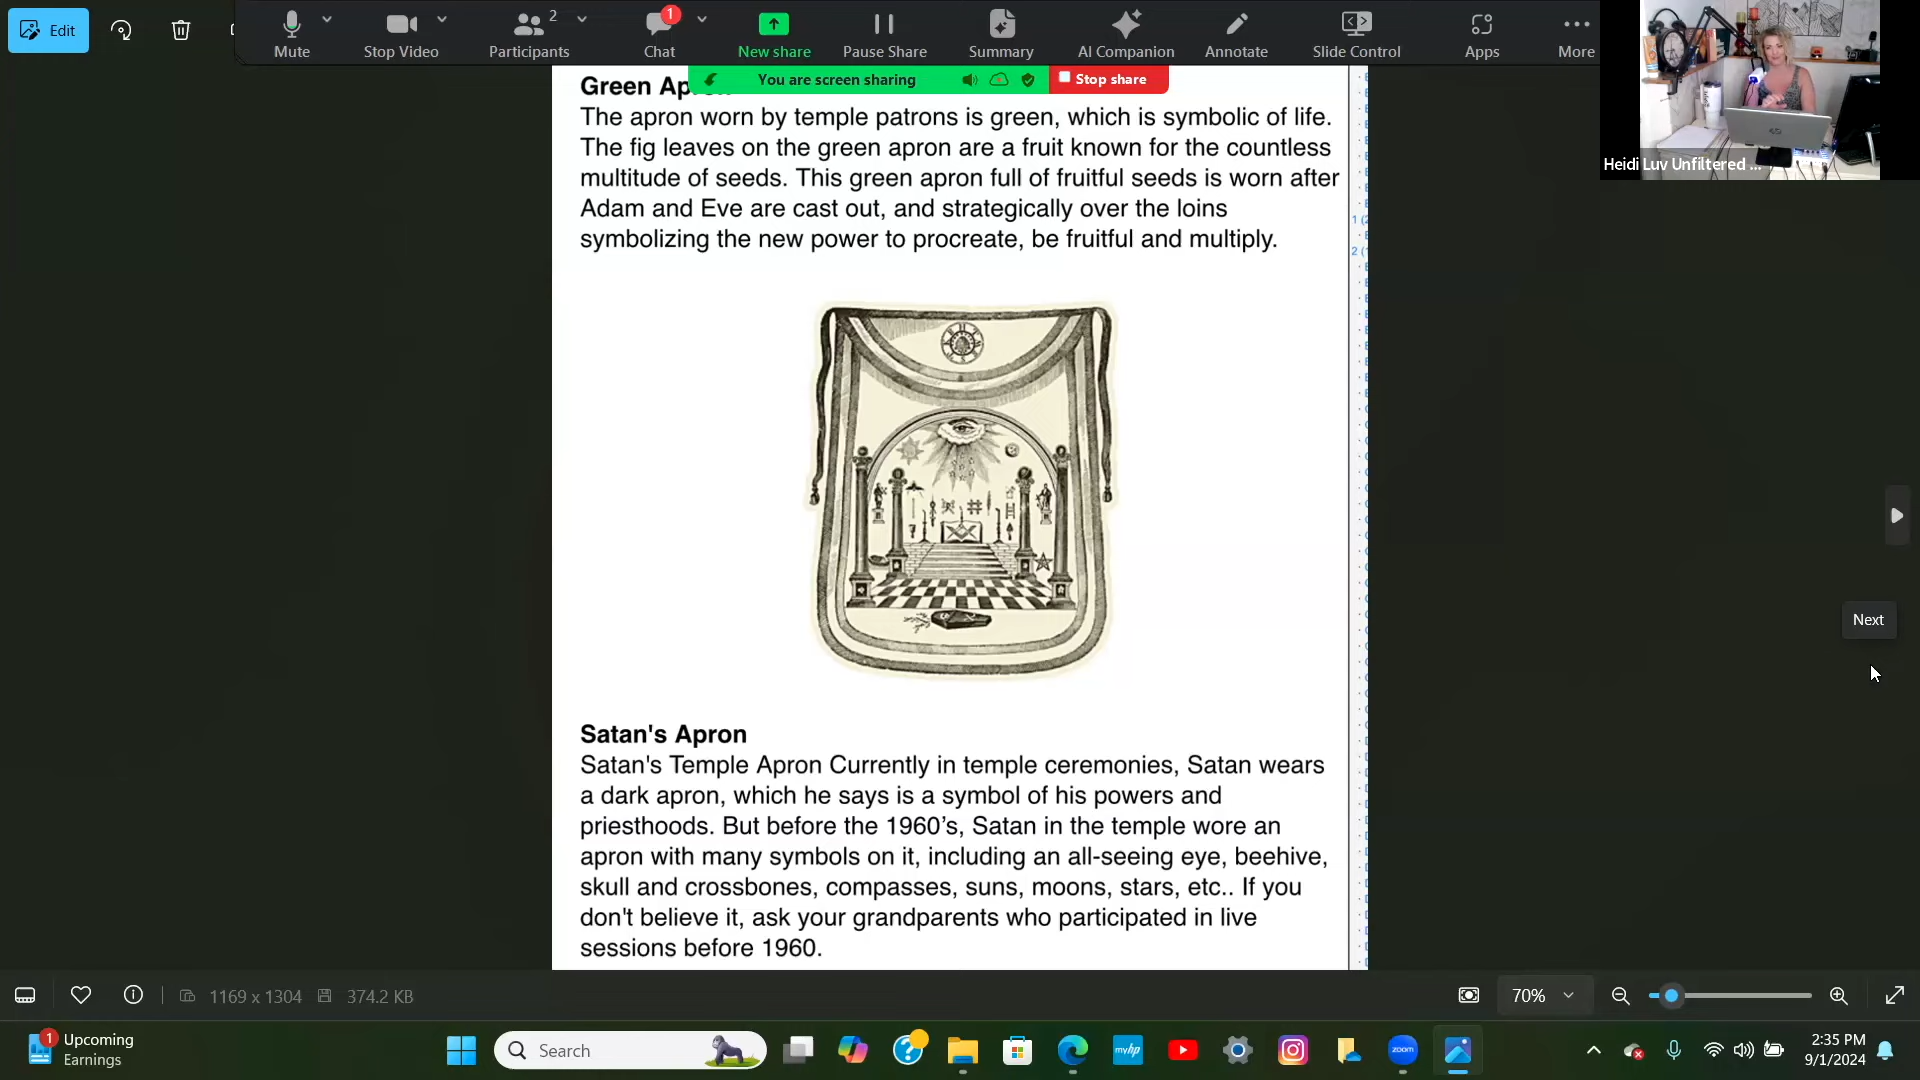 Edit
Mute
Stop Video
2
Participants
1
Chat
New share
Pause Share
Summary
AI Companion
Annotate
Slide Control
Apps
More
You are screen sharing
Stop share
Heidi Luv Unfiltered ...
Green Apron
The apron worn by temple patrons is green, which is symbolic of life.
The fig leaves on the green apron are a fruit known for the countless
multitude of seeds. This green apron full of fruitful seeds is worn after
Adam and Eve are cast out, and strategically over the loins
symbolizing the new power to procreate, be fruitful and multiply.
Next
Satan's Apron
Satan's Temple Apron Currently in temple ceremonies, Satan wears
a dark apron, which he says is a symbol of his powers and
priesthoods. But before the 1960’s, Satan in the temple wore an
apron with many symbols on it, including an all-seeing eye, beehive,
skull and crossbones, compasses, suns, moons, stars, etc.. If you
don't believe it, ask your grandparents who participated in live
sessions before 1960.
1169 x 1304
374.2 KB
70%
1
Upcoming
Earnings
Search
myhp
zoom
2:35 PM
9/1/2024